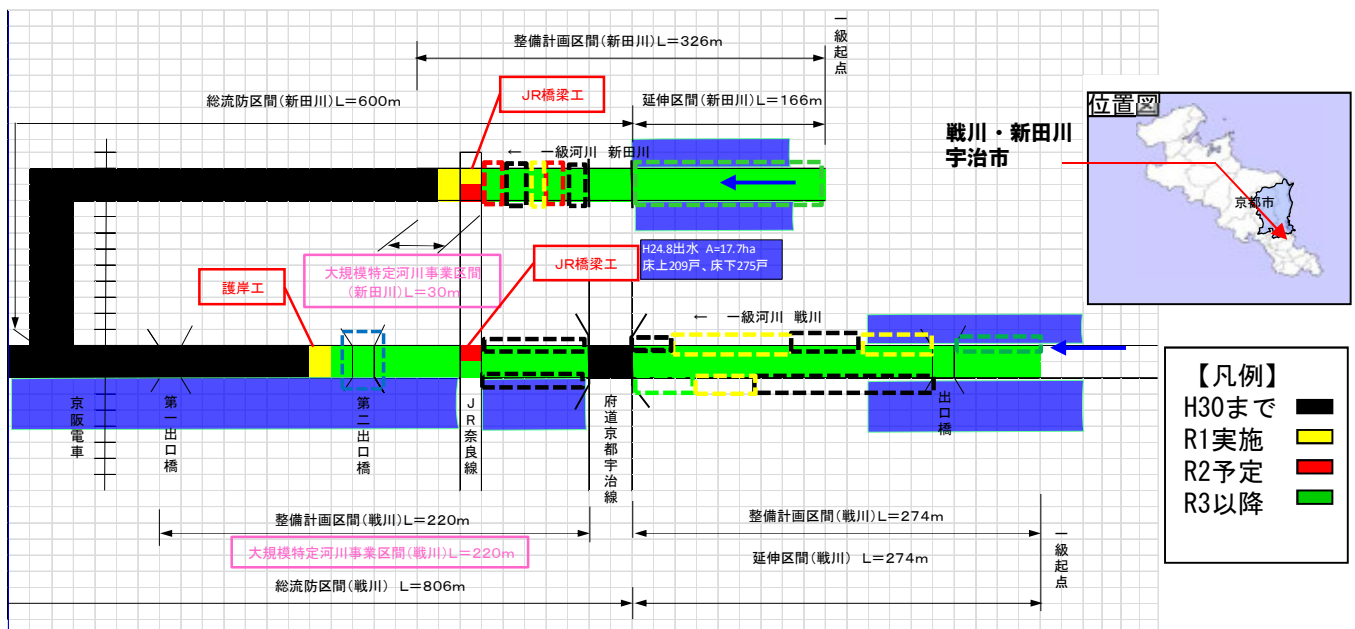 整備計画区間(新田川)L=326m
一級起点
総流防区間(新田川)L=600m
JR橋梁工
延伸区間(新田川)L=166m
← 一級河川 新田川
大規模特定河川事業区間
(新田川)L=30m
JR橋梁工
H24.8出水 A=17.7ha
床上209戸、床下275戸
護岸工
← 一級河川 戦川
京阪電車
第一出口橋
第二出口橋
JR奈良線
府道京都宇治線
出口橋
整備計画区間(戦川)L=220m
整備計画区間(戦川)L=274m
大規模特定河川事業区間(戦川)L=220m
延伸区間(戦川) L=274m
一級起点
総流防区間(戦川) L=806m
位置図
戦川・新田川
宇治市
京都市
【凡例】
H30まで
R1実施
R2予定
R3以降